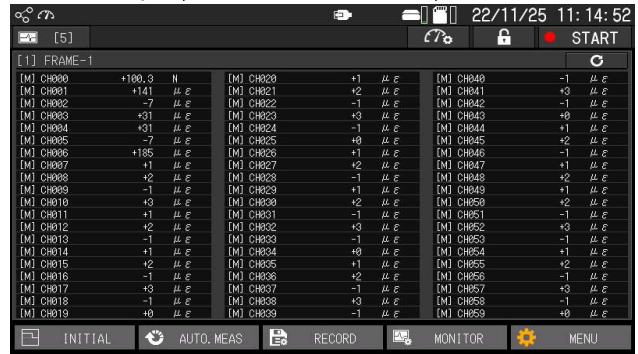 22/11/25 11:14:52
[5] START
[1] FRAME-1
[M] CH000 +100.3 N [M] CH020 +1 με [M] CH040 -1 με
[M] CH001 +141 με [M] CH021 +2 με [M] CH041 +3 με
[M] CH002 -7 με [M] CH022 -1 με [M] CH042 -1 με
[M] CH003 +31 με [M] CH023 +3 με [M] CH043 +0 με
[M] CH004 +31 με [M] CH024 -1 με [M] CH044 +1 με
[M] CH005 -7 με [M] CH025 +0 με [M] CH045 +2 με
[M] CH006 +185 με [M] CH026 +1 με [M] CH046 -1 με
[M] CH007 +1 με [M] CH027 +2 με [M] CH047 +1 με
[M] CH008 +2 με [M] CH028 -1 με [M] CH048 +2 με
[M] CH009 -1 με [M] CH029 +1 με [M] CH049 +1 με
[M] CH010 +3 με [M] CH030 +2 με [M] CH050 +2 με
[M] CH011 +1 με [M] CH031 -1 με [M] CH051 -1 με
[M] CH012 +2 με [M] CH032 +3 με [M] CH052 +3 με
[M] CH013 -1 με [M] CH033 -1 με [M] CH053 -1 με
[M] CH014 +1 με [M] CH034 +0 με [M] CH054 +1 με
[M] CH015 +2 με [M] CH035 +1 με [M] CH055 +2 με
[M] CH016 -1 με [M] CH036 +2 με [M] CH056 -1 με
[M] CH017 +3 με [M] CH037 -1 με [M] CH057 +3 με
[M] CH018 -1 με [M] CH038 +3 με [M] CH058 -1 με
[M] CH019 +0 με [M] CH039 -1 με [M] CH059 +0 με
INITIAL AUTO.MEAS RECORD MONITOR MENU